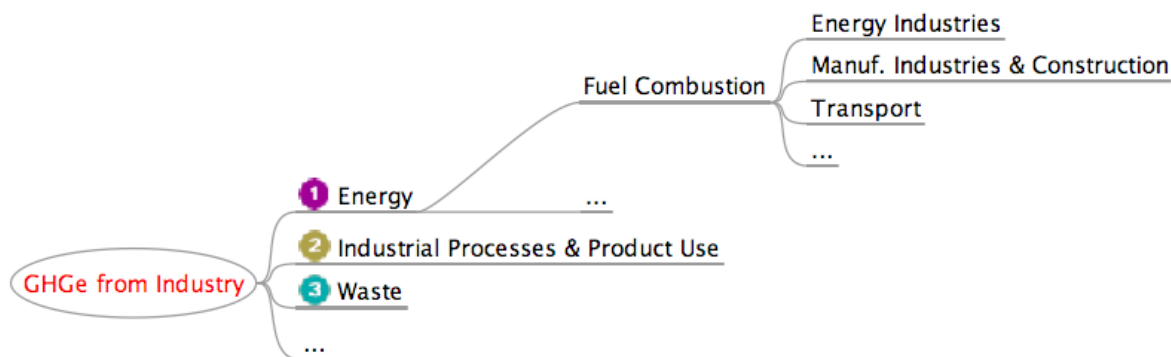 Energy Industries
Fuel Combustion
Manuf. Industries & Construction
Transport
...
1 Energy
...
2 Industrial Processes & Product Use
GHGe from Industry
3 Waste
...